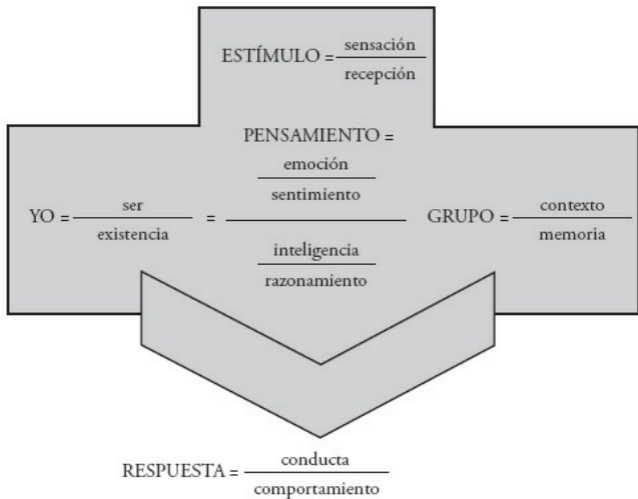 ESTÍMULO = sensación
recepción
PENSAMIENTO =
emoción
sentimiento
YO = ser
existencia
=
inteligencia
razonamiento
GRUPO = contexto
memoria
RESPUESTA = conducta
comportamiento